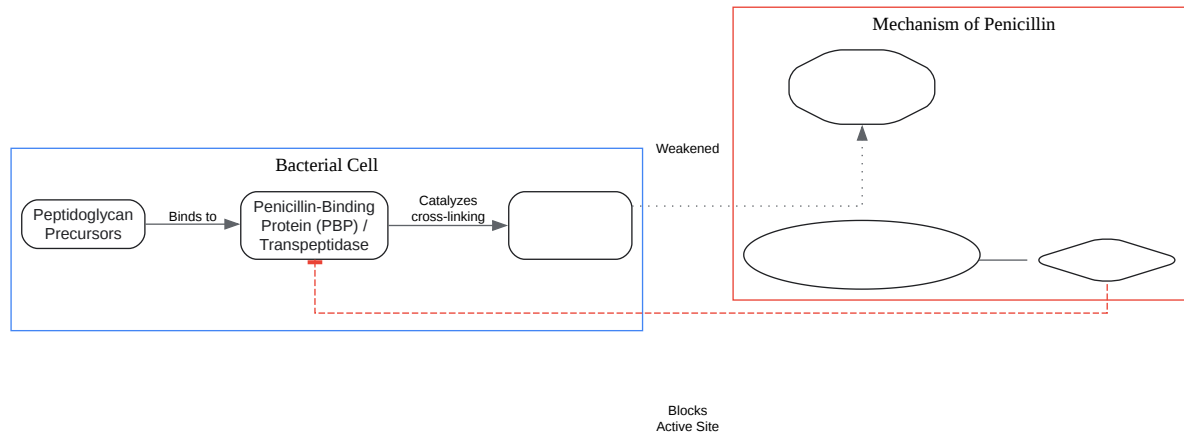 Mechanism of Penicillin
Weakened
Bacterial Cell
Peptidoglycan
Precursors
Binds to
Penicillin-Binding
Protein (PBP) /
Transpeptidase
Catalyzes
cross-linking
Blocks
Active Site